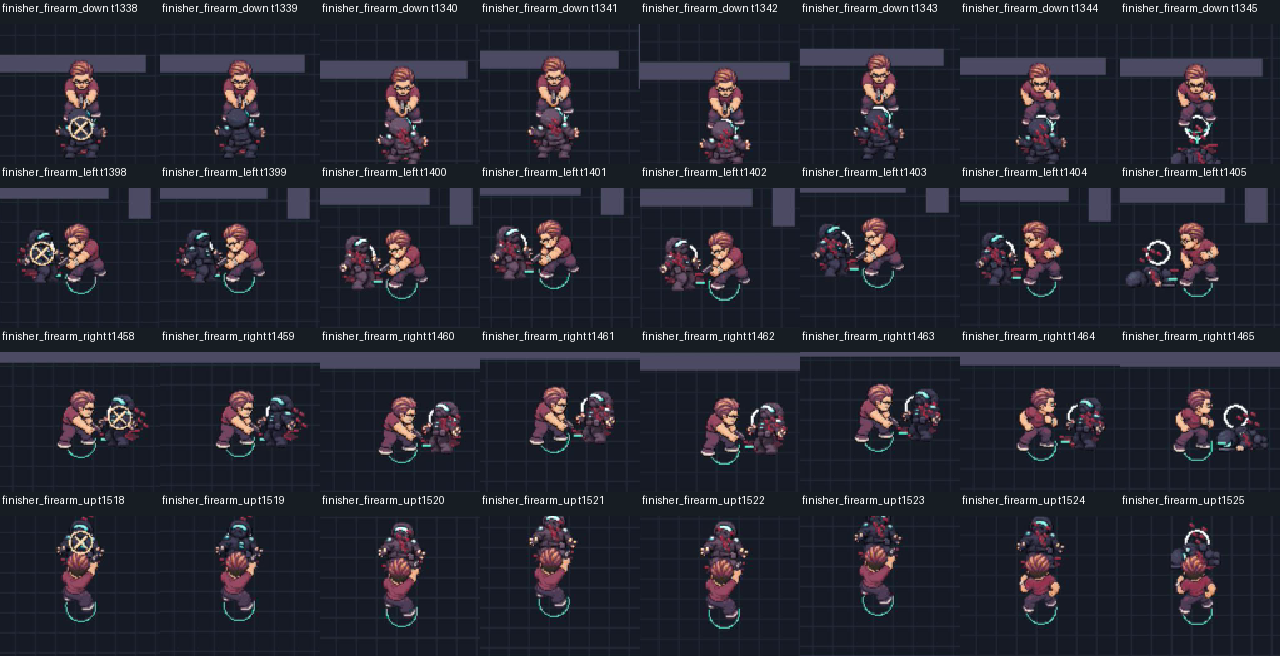 finisher_firearm_down t1338 finisher_firearm_down t1339 finisher_firearm_down t1340 finisher_firearm_down t1341 finisher_firearm_down t1342 finisher_firearm_down t1343 finisher_firearm_down t1344 finisher_firearm_down t1345
finisher_firearm_left t1398 finisher_firearm_left t1399 finisher_firearm_left t1400 finisher_firearm_left t1401 finisher_firearm_left t1402 finisher_firearm_left t1403 finisher_firearm_left t1404 finisher_firearm_left t1405
finisher_firearm_right t1458 finisher_firearm_right t1459 finisher_firearm_right t1460 finisher_firearm_right t1461 finisher_firearm_right t1462 finisher_firearm_right t1463 finisher_firearm_right t1464 finisher_firearm_right t1465
finisher_firearm_up t1518 finisher_firearm_up t1519 finisher_firearm_up t1520 finisher_firearm_up t1521 finisher_firearm_up t1522 finisher_firearm_up t1523 finisher_firearm_up t1524 finisher_firearm_up t1525